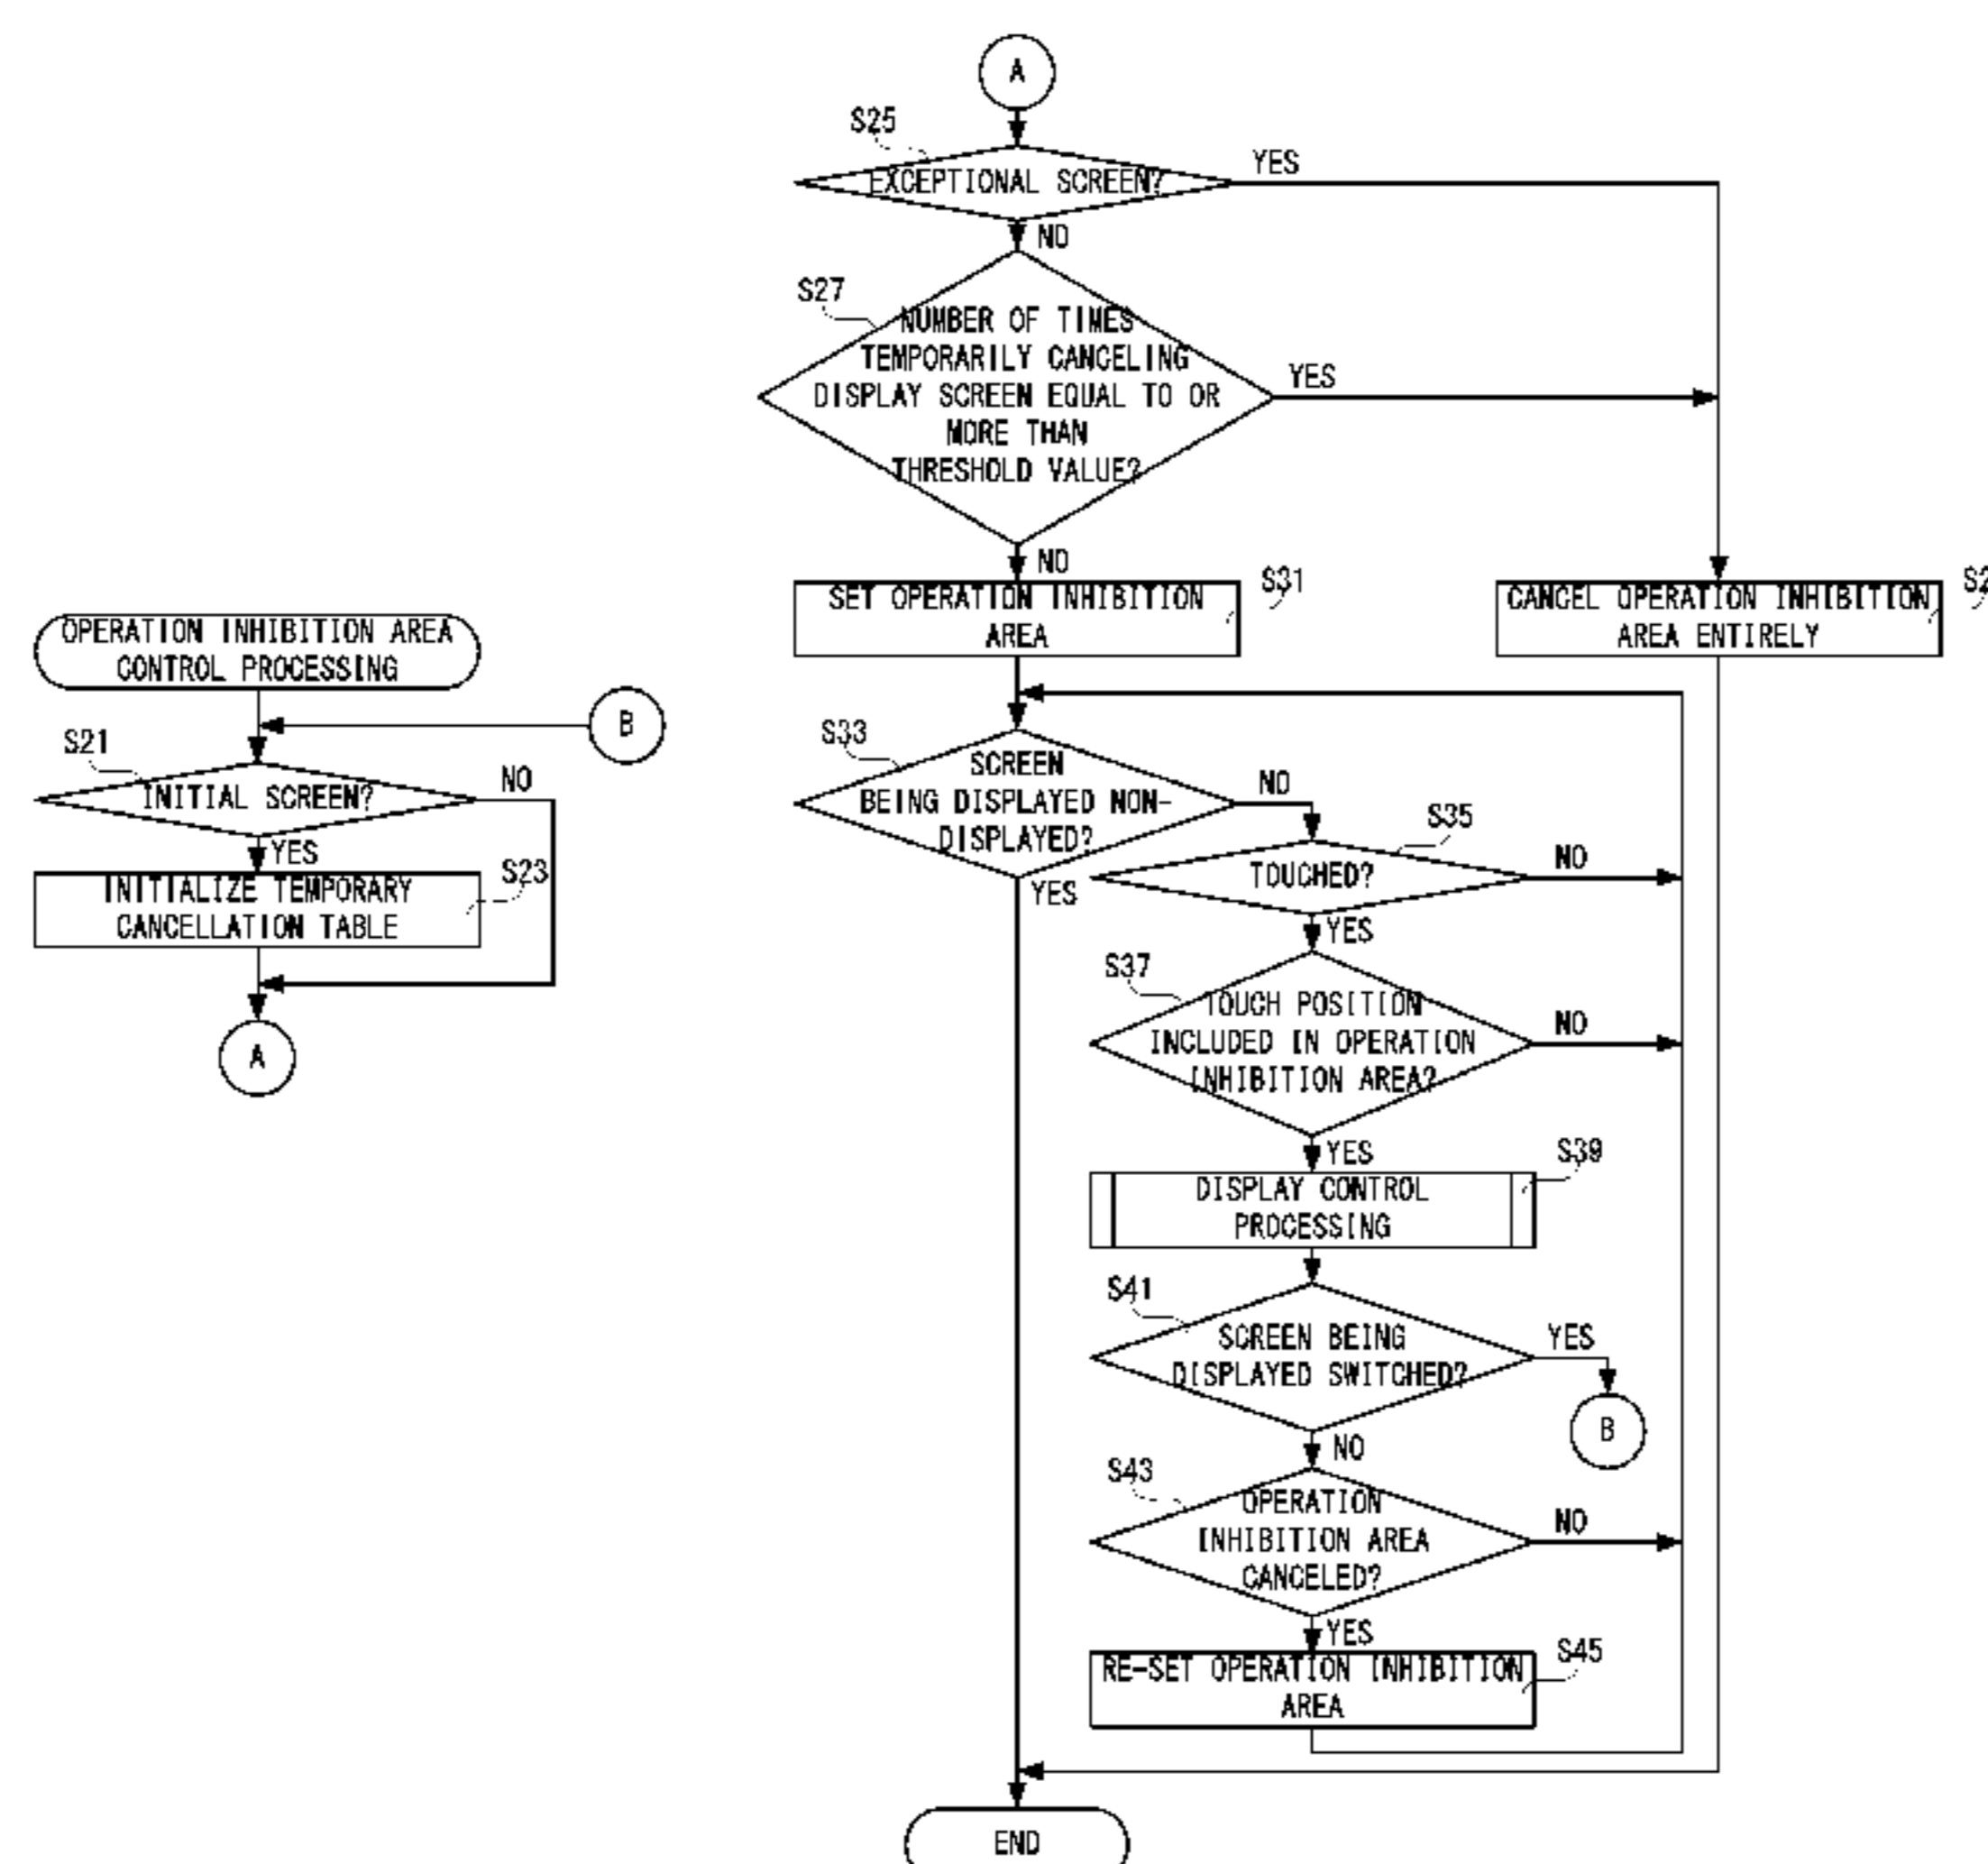 OPERATION INHIBITION AREA
CONTROL PROCESSING
B
S21
INITIAL SCREEN?
NO
YES
S23
INITIALIZE TEMPORARY
CANCELLATION TABLE
A
A
S25
EXCEPTIONAL SCREEN?
YES
NO
S27
NUMBER OF TIMES
TEMPORARILY CANCELING
DISPLAY SCREEN EQUAL TO OR
MORE THAN
THRESHOLD VALUE?
YES
NO
S31
SET OPERATION INHIBITION
AREA
CANCEL OPERATION INHIBITION
AREA ENTIRELY
S33
SCREEN
BEING DISPLAYED NON-
DISPLAYED?
NO
YES
S35
TOUCHED?
NO
YES
S37
TOUCH POSITION
INCLUDED IN OPERATION
INHIBITION AREA?
NO
YES
S39
DISPLAY CONTROL
PROCESSING
S41
SCREEN BEING
DISPLAYED SWITCHED?
YES
B
NO
S43
OPERATION
INHIBITION AREA
CANCELED?
NO
YES
S45
RE-SET OPERATION INHIBITION
AREA
END